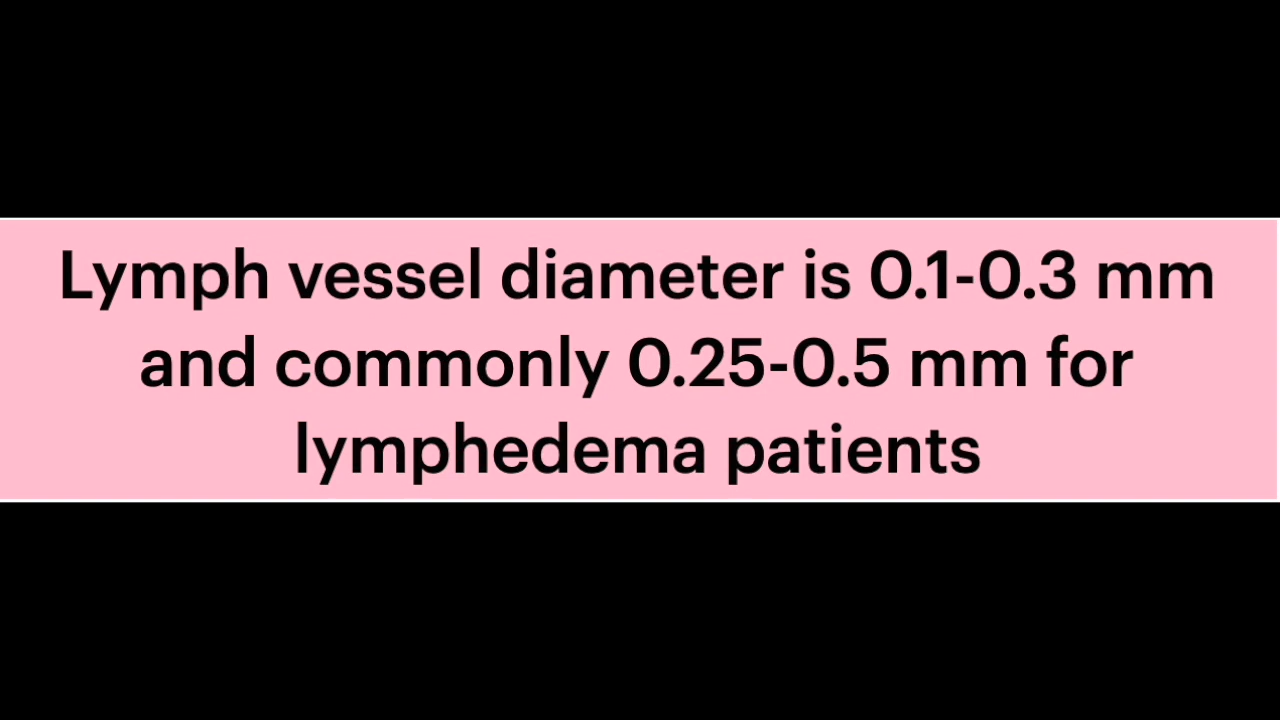 Lymph vessel diameter is 0.1-0.3 mm
and commonly 0.25-0.5 mm for
lymphedema patients